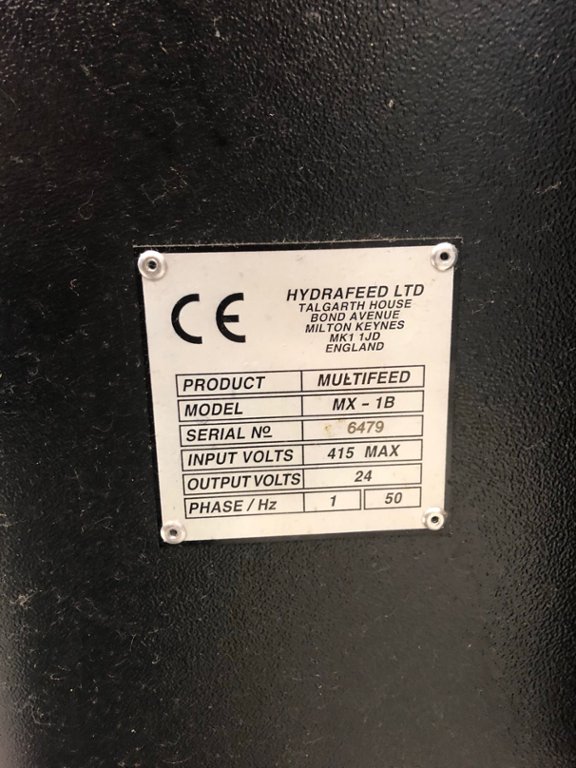 CE
HYDRAFEED LTD
TALGARTH HOUSE
BOND AVENUE
MILTON KEYNES
MK1 1JD
ENGLAND
PRODUCT MULTIFEED
MODEL MX - 1B
SERIAL Nº 6479
INPUT VOLTS 415 MAX
OUTPUT VOLTS 24
PHASE / Hz 1 50